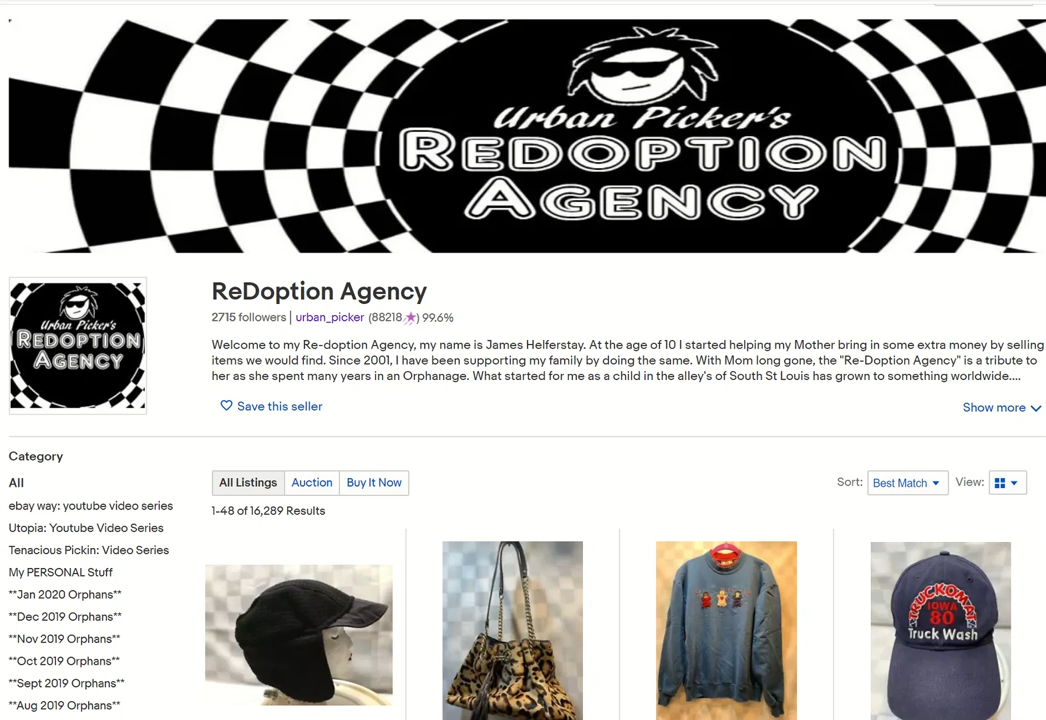 Urban Picker's
REDOPTION
AGENCY
Urban Picker's
REDOPTION
AGENCY
ReDoption Agency
2715 followers | urban_picker (88218 ) 99.6%
Welcome to my Re-doption Agency, my name is James Helferstay. At the age of 10 I started helping my Mother bring in some extra money by selling
items we would find. Since 2001, I have been supporting my family by doing the same. With Mom long gone, the "Re-Doption Agency" is a tribute to
her as she spent many years in an Orphanage. What started for me as a child in the alley's of South St Louis has grown to something worldwide....
Save this seller
Show more
Category
All
ebay way: youtube video series
Utopia: Youtube Video Series
Tenacious Pickin: Video Series
My PERSONAL Stuff
**Jan 2020 Orphans**
**Dec 2019 Orphans**
**Nov 2019 Orphans**
**Oct 2019 Orphans**
**Sept 2019 Orphans**
**Aug 2019 Orphans**
All Listings Auction Buy It Now
Sort: Best Match View:
1-48 of 16,289 Results
TRUCKOMAT
IOWA
80
Truck Wash